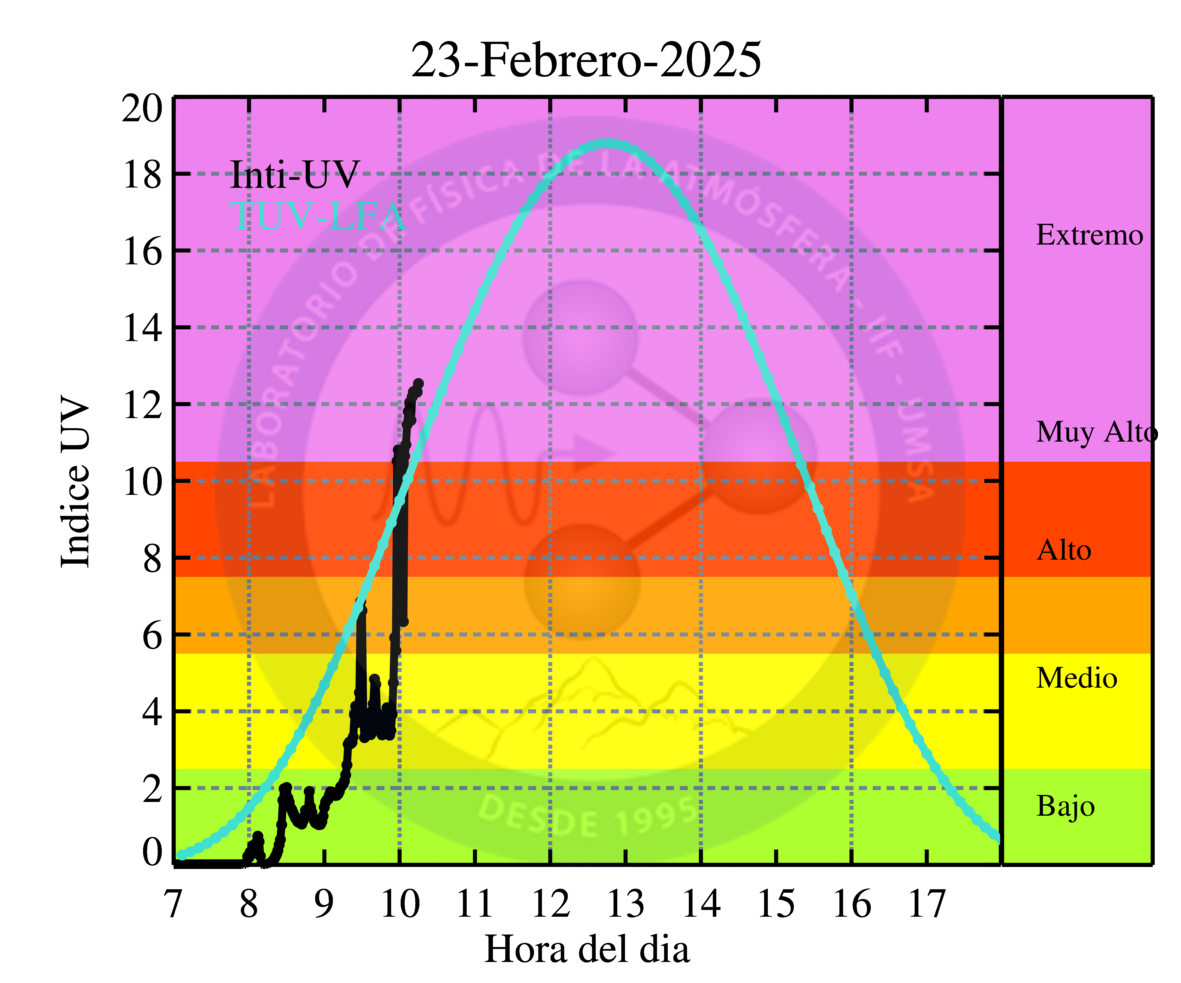 23-Febrero-2025
Inti-UV
TUV-LFA
LABORATORIO DE FÍSICA DE LA ATMÓSFERA - IIF - UMSA
DESDE 1995
Indice UV
20
18
16
14
12
10
8
6
4
2
0
Extremo
Muy Alto
Alto
Medio
Bajo
7 8 9 10 11 12 13 14 15 16 17
Hora del dia